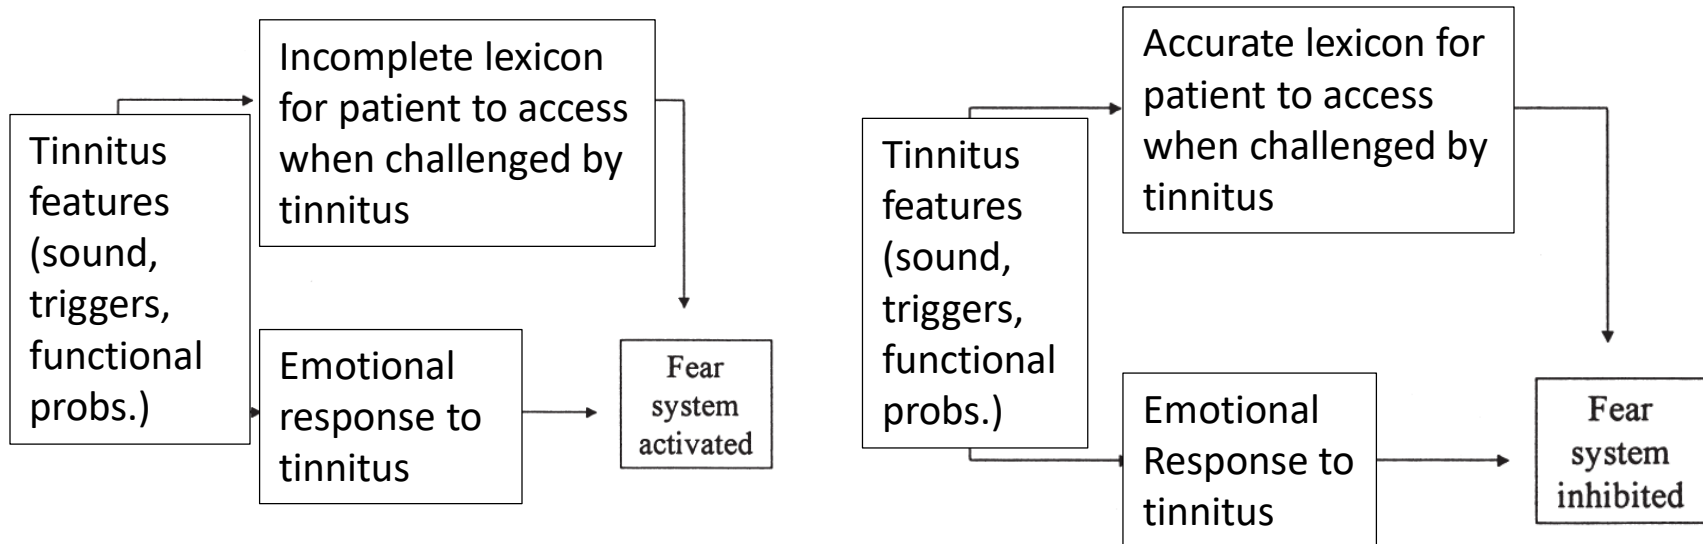 Incomplete lexicon
for patient to access
when challenged by
tinnitus
Tinnitus
features
(sound,
triggers,
functional
probs.)
Emotional
response to
tinnitus
Fear
system
activated
Accurate lexicon for
patient to access
when challenged by
tinnitus
Tinnitus
features
(sound,
triggers,
functional
probs.)
Emotional
Response to
tinnitus
Fear
system
inhibited